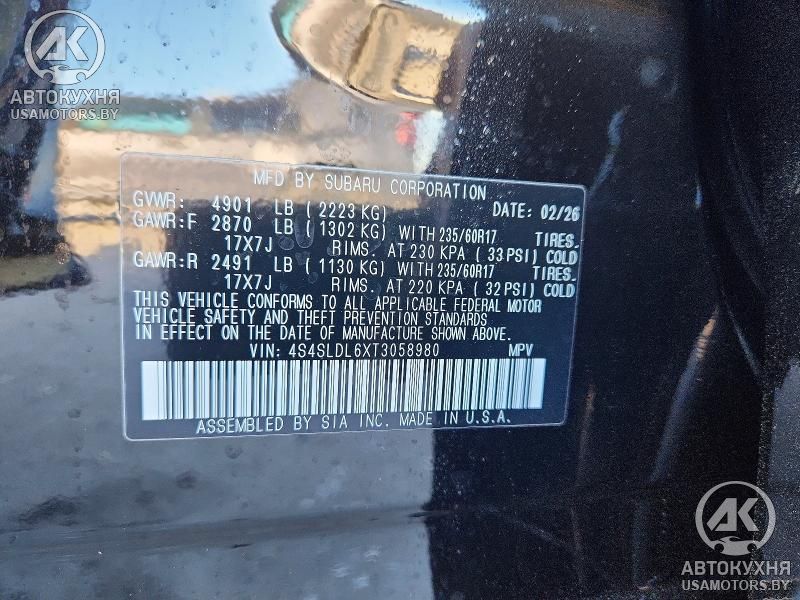 АК
АВТОКУХНЯ
USAMOTORS.BY
MFD BY SUBARU CORPORATION
GVWR: 4901 LB ( 2223 KG) DATE: 02/26
GAWR:F 2870 LB ( 1302 KG) WITH 235/60R17 TIRES.
17X7J RIMS. AT 230 KPA ( 33 PSI) COLD
GAWR:R 2491 LB ( 1130 KG) WITH 235/60R17 TIRES.
17X7J RIMS. AT 220 KPA ( 32 PSI) COLD
THIS VEHICLE CONFORMS TO ALL APPLICABLE FEDERAL MOTOR
VEHICLE SAFETY AND THEFT PREVENTION STANDARDS
IN EFFECT ON THE DATE OF MANUFACTURE SHOWN ABOVE.
VIN: 4S4SLDL6XT3058980 MPV
ASSEMBLED BY SIA INC. MADE IN U.S.A.
АК
АВТОКУХНЯ
USAMOTORS.BY